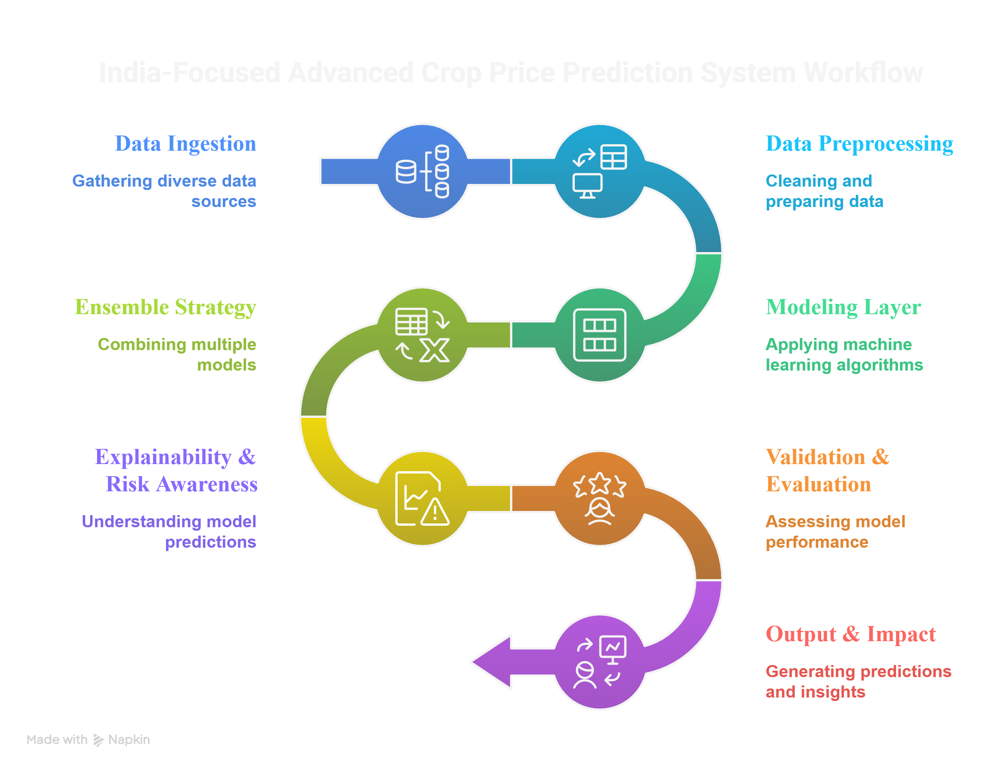 India-Focused Advanced Crop Price Prediction System Workflow
Data Ingestion
Gathering diverse data
sources
Data Preprocessing
Cleaning and
preparing data
Ensemble Strategy
Combining multiple
models
Modeling Layer
Applying machine
learning algorithms
Explainability &
Risk Awareness
Understanding model
predictions
Validation &
Evaluation
Assessing model
performance
Output & Impact
Generating predictions
and insights
Made with Napkin